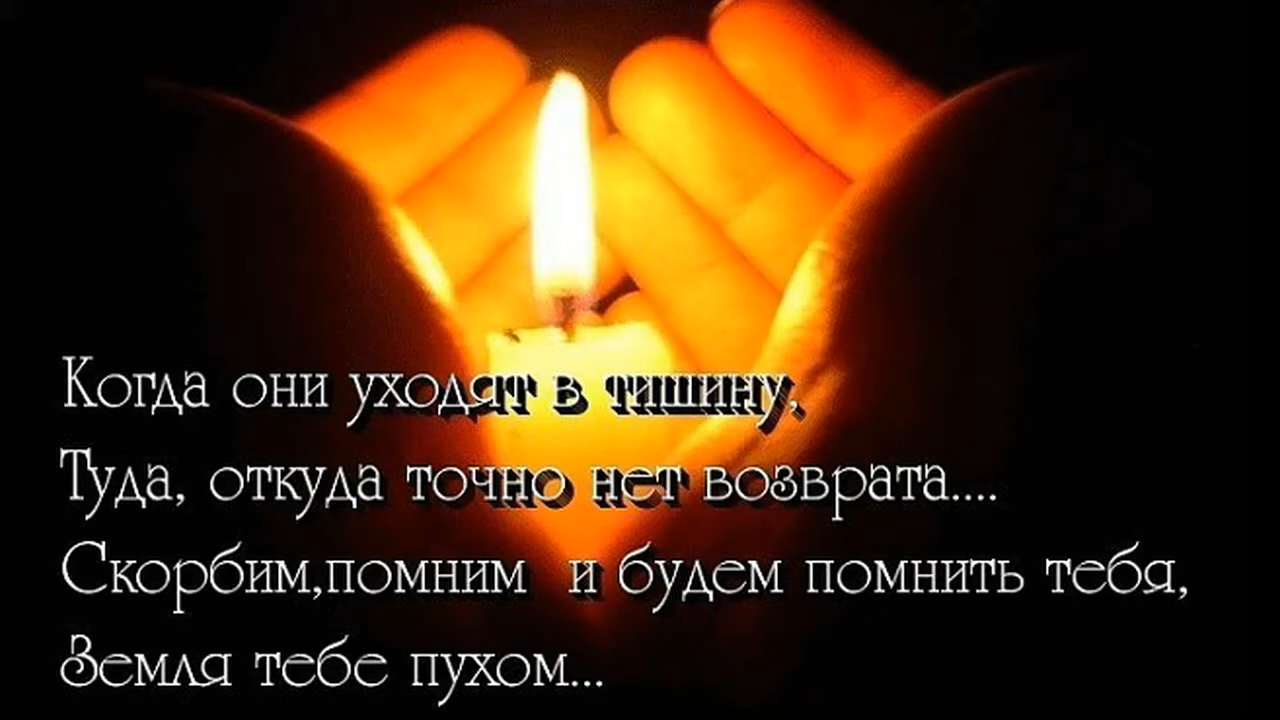 Когда они уходят в тишину,
Туда, откуда точно нет возврата....
Скорбим,помним и будем помнить тебя,
Земля тебе пухом...